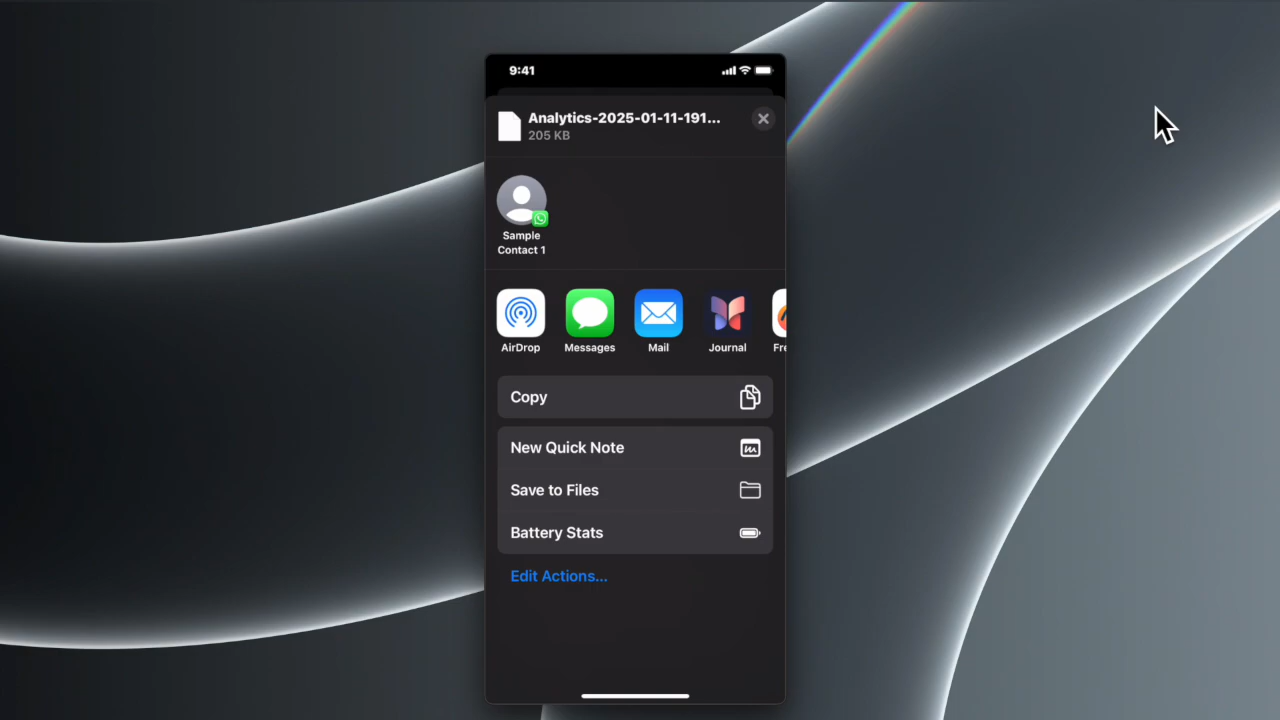 9:41
Analytics-2025-01-11-191...
205 KB
Sample
Contact 1
AirDrop
Messages
Mail
Journal
Fre
Copy
New Quick Note
Save to Files
Battery Stats
Edit Actions...